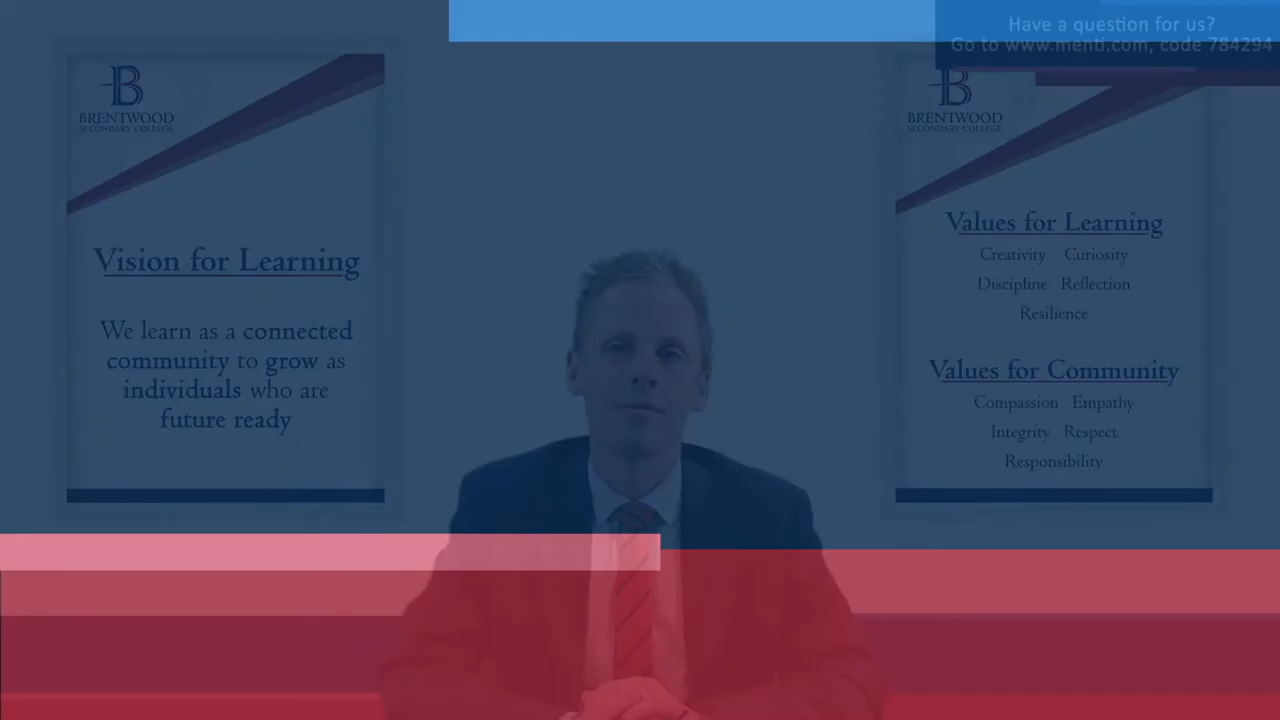 Have a question for us?
Go to www.menti.com, code 784294
B
BRENTWOOD
SECONDARY COLLEGE
Vision for Learning
We learn as a connected
community to grow as
individuals who are
future ready
B
BRENTWOOD
SECONDARY COLLEGE
Values for Learning
Creativity Curiosity
Discipline Reflection
Resilience
Values for Community
Compassion Empathy
Integrity Respect
Responsibility